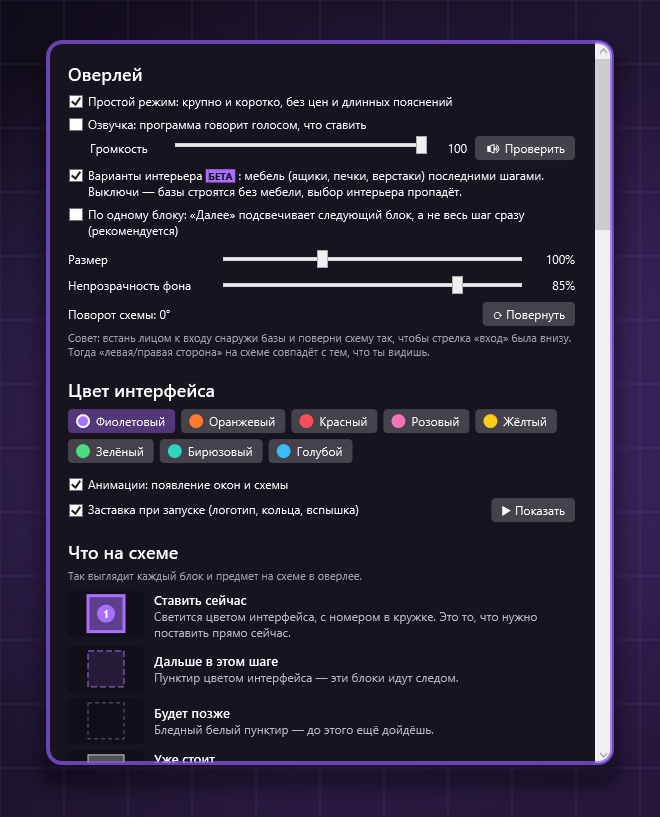 Оверлей
Простой режим: крупно и коротко, без цен и длинных пояснений
Озвучка: программа говорит голосом, что ставить
Громкость 100 Проверить
Варианты интерьера БЕТА : мебель (ящики, печки, верстаки) последними шагами.
Выключи — базы строятся без мебели, выбор интерьера пропадёт.
По одному блоку: «Далее» подсвечивает следующий блок, а не весь шаг сразу
(рекомендуется)
Размер 100%
Непрозрачность фона 85%
Поворот схемы: 0° ⟳ Повернуть
Совет: встань лицом к входу снаружи базы и поверни схему так, чтобы стрелка «вход» была внизу.
Тогда «левая/правая сторона» на схеме совпадёт с тем, что ты видишь.
Цвет интерфейса
Фиолетовый Оранжевый Красный Розовый Жёлтый
Зелёный Бирюзовый Голубой
Анимации: появление окон и схемы
Заставка при запуске (логотип, кольца, вспышка) ▶ Показать
Что на схеме
Так выглядит каждый блок и предмет на схеме в оверлее.
1
Ставить сейчас
Светится цветом интерфейса, с номером в кружке. Это то, что нужно
поставить прямо сейчас.
Дальше в этом шаге
Пунктир цветом интерфейса — эти блоки идут следом.
Будет позже
Бледный белый пунктир — до этого ещё дойдёшь.
Уже стоит